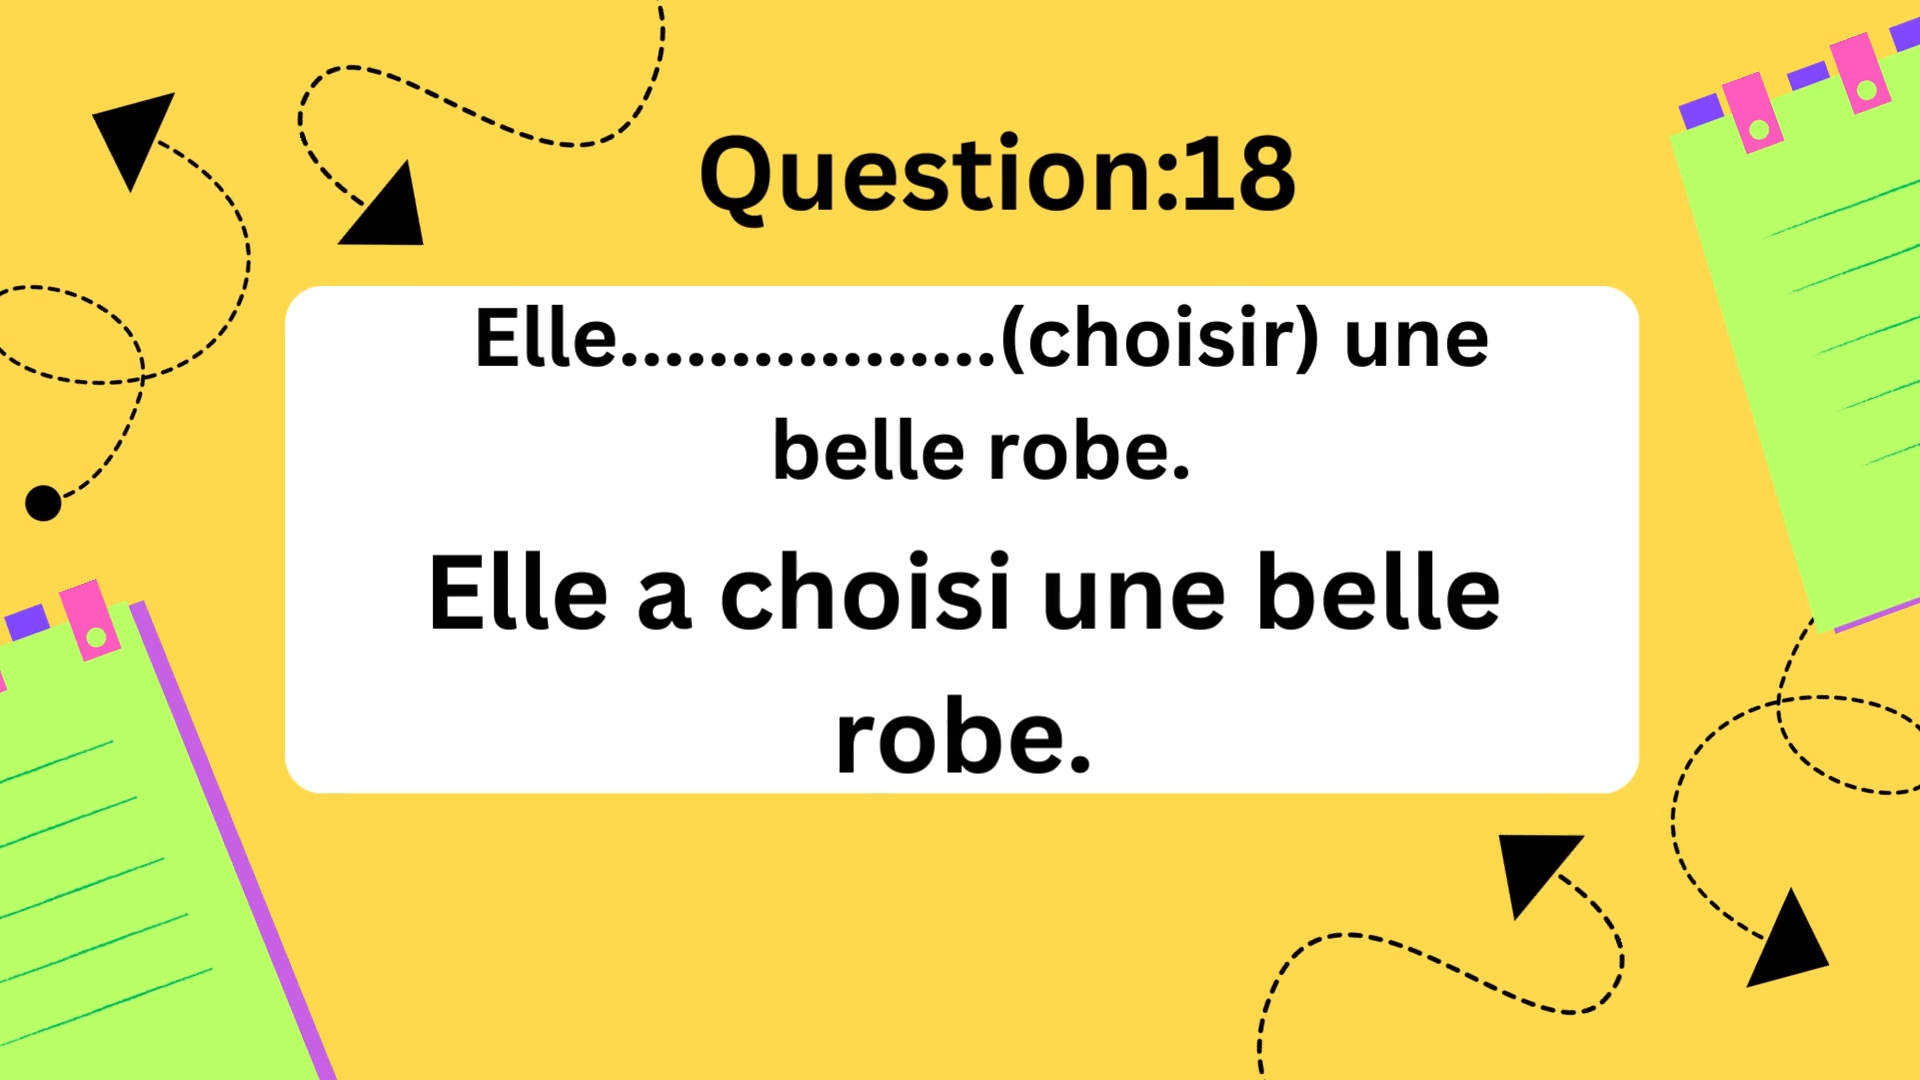 Question:18
Elle.................(choisir) une
belle robe.
Elle a choisi une belle
robe.